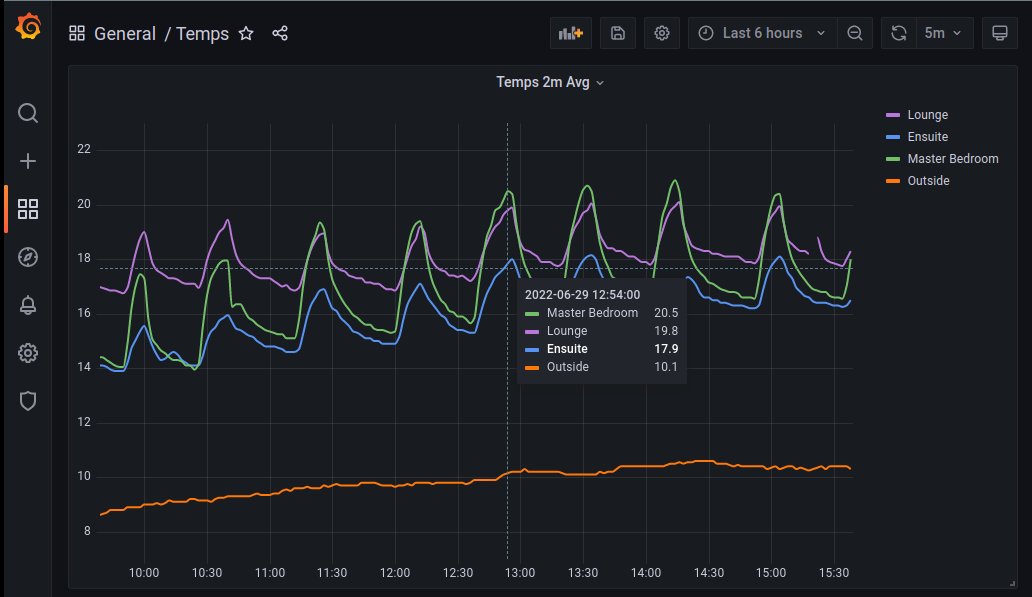 General / Temps
Last 6 hours
5m
Temps 2m Avg
Lounge
Ensuite
Master Bedroom
Outside
22
20
18
16
14
12
10
8
2022-06-29 12:54:00
Master Bedroom 20.5
Lounge 19.8
Ensuite 17.9
Outside 10.1
10:00 10:30 11:00 11:30 12:00 12:30 13:00 13:30 14:00 14:30 15:00 15:30